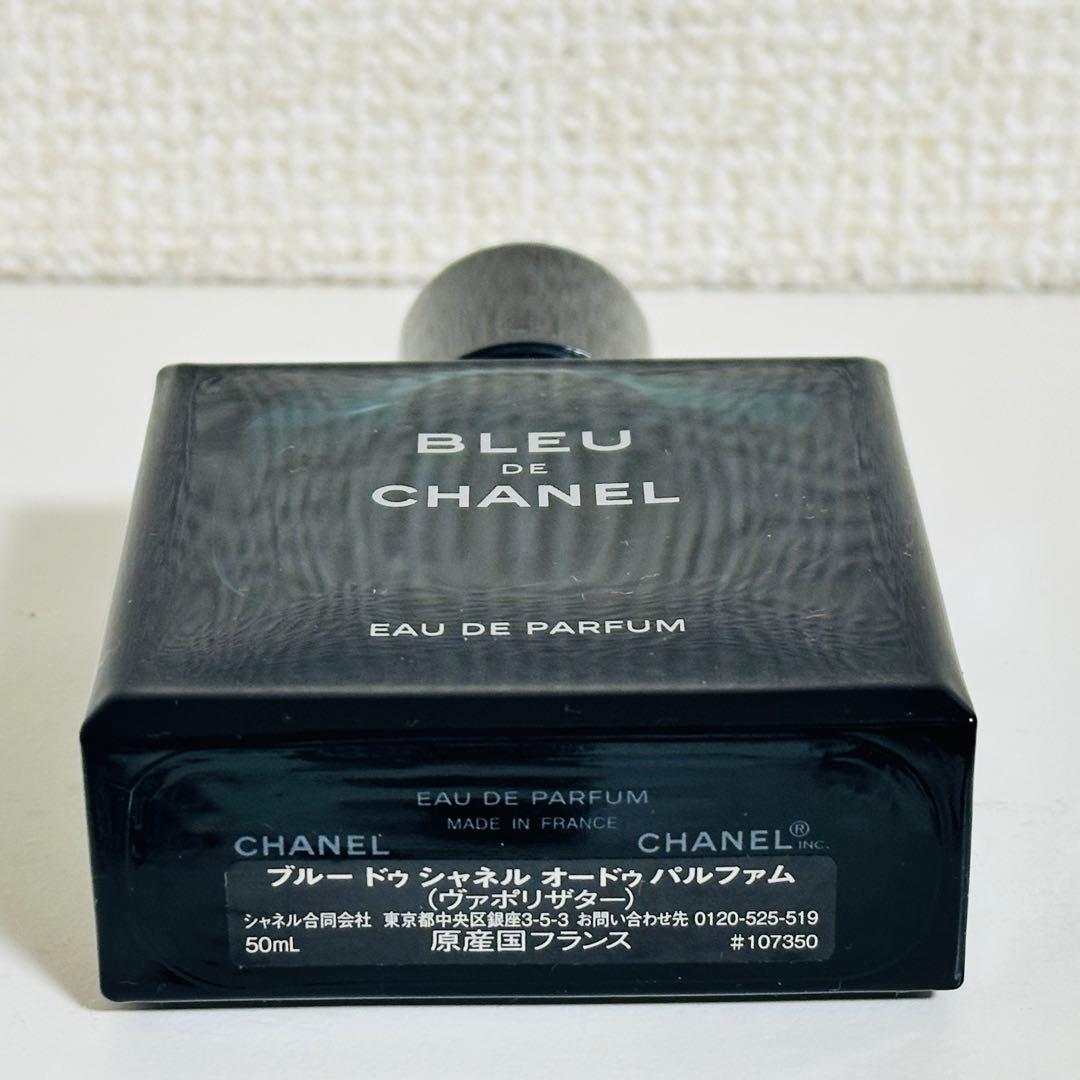 BLEU
DE
CHANEL
EAU DE PARFUM
EAU DE PARFUM
MADE IN FRANCE
CHANEL CHANEL® INC.
ブルー ドゥ シャネル オードゥ パルファム
(ヴァポリザター)
シャネル合同会社 東京都中央区銀座3-5-3 お問い合わせ先 0120-525-519
50mL 原産国フランス #107350